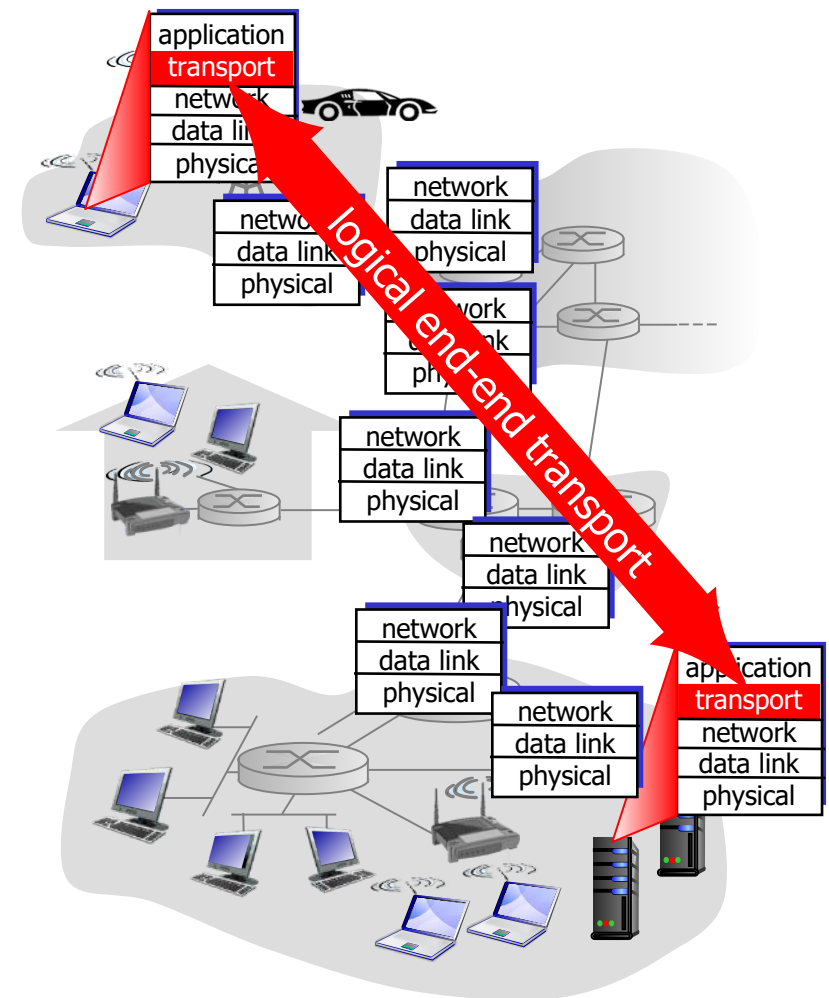 application
transport
network
data link
physical
network
data link
physical
network
data link
physical
logical end-end transport
network
data link
physical
network
data link
physical
network
data link
physical
network
data link
physical
application
transport
network
data link
physical